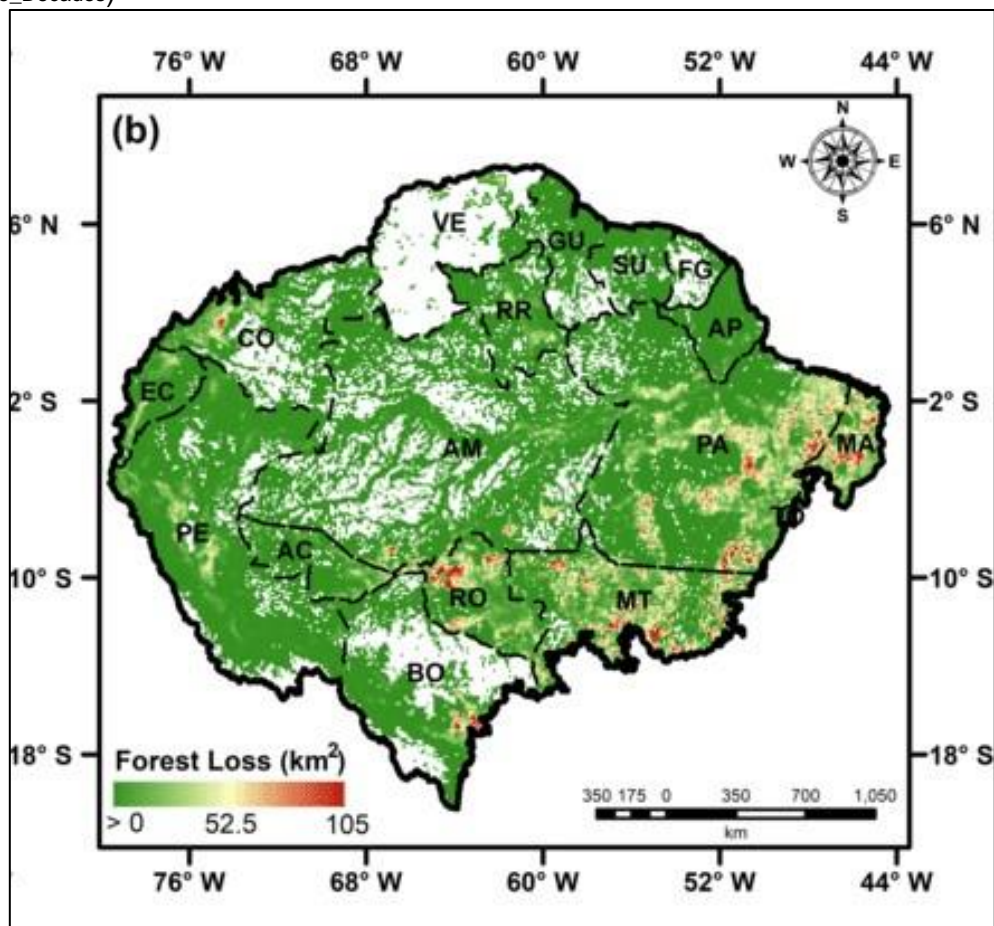 76° W 68° W 60° W 52° W 44° W
(b)
N
W E
S
6° N 6° N
VE
GU
SU FG
RR
AP
CO
EC
2° S 2° S
AM PA MA
TO
PE
AC
10° S 10° S
RO MT
BO
18° S 18° S
Forest Loss (km²)
> 0 52.5 105
350 175 0 350 700 1,050
km
76° W 68° W 60° W 52° W 44° W